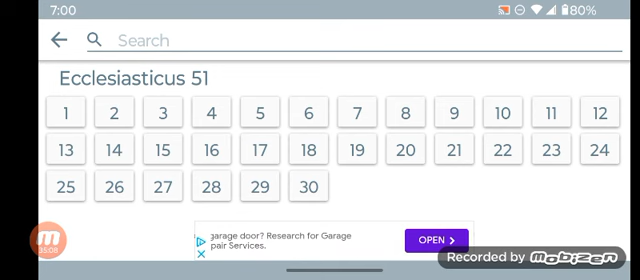 7:00
80%
Search
Ecclesiasticus 51
1 2 3 4 5 6 7 8 9 10 11 12
13 14 15 16 17 18 19 20 21 22 23 24
25 26 27 28 29 30
garage door? Research for Garage
pair Services.
OPEN
35:08
Recorded by MOBIZEN